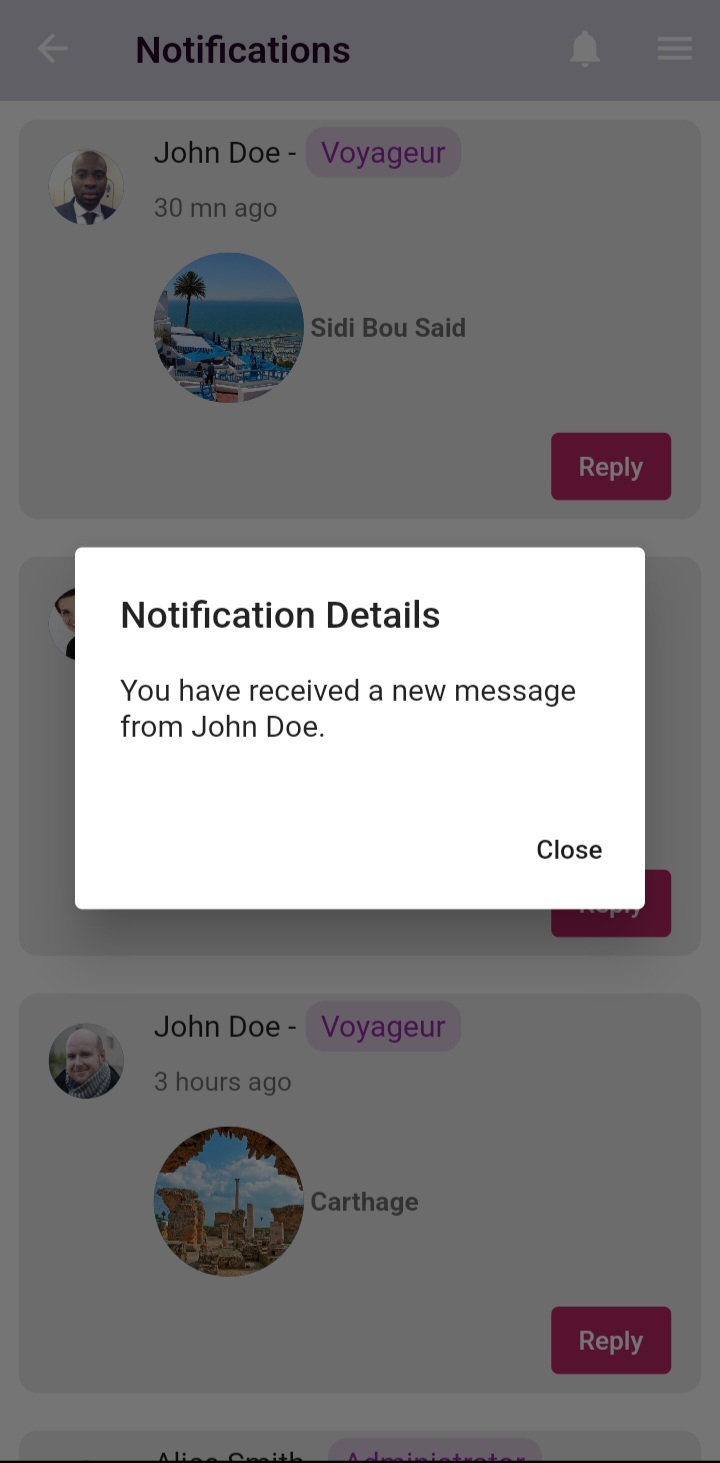 Notifications
John Doe - Voyageur
30 mn ago
Sidi Bou Said
Reply
Notification Details
You have received a new message
from John Doe.
Close
Reply
John Doe - Voyageur
3 hours ago
Carthage
Reply
Alice Smith - Administrator